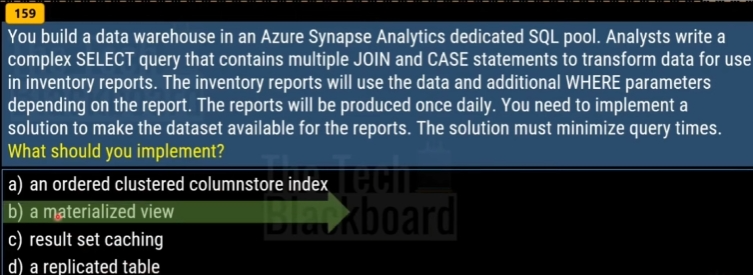 159
You build a data warehouse in an Azure Synapse Analytics dedicated SQL pool. Analysts write a
complex SELECT query that contains multiple JOIN and CASE statements to transform data for use
in inventory reports. The inventory reports will use the data and additional WHERE parameters
depending on the report. The reports will be produced once daily. You need to implement a
solution to make the dataset available for the reports. The solution must minimize query times.
What should you implement?
a) an ordered clustered columnstore index
b) a materialized view
c) result set caching
d) a replicated table
The Tech
Blackboard